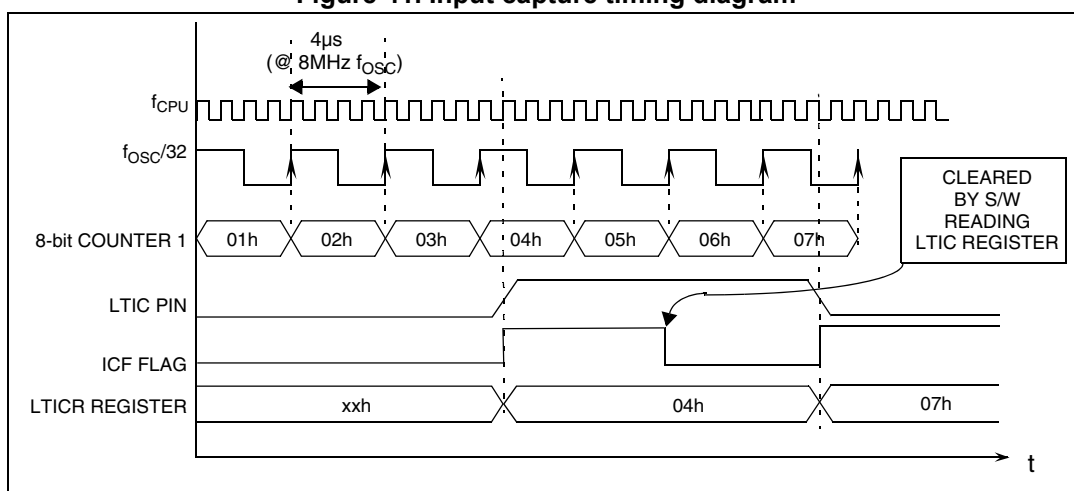 Figure 41. Input capture timing diagram
4µs
(@ 8MHz fOSC)
fCPU
fOSC/32
CLEARED
BY S/W
READING
LTIC REGISTER
8-bit COUNTER 1 01h 02h 03h 04h 05h 06h 07h
LTIC PIN
ICF FLAG
LTICR REGISTER xxh 04h 07h
t